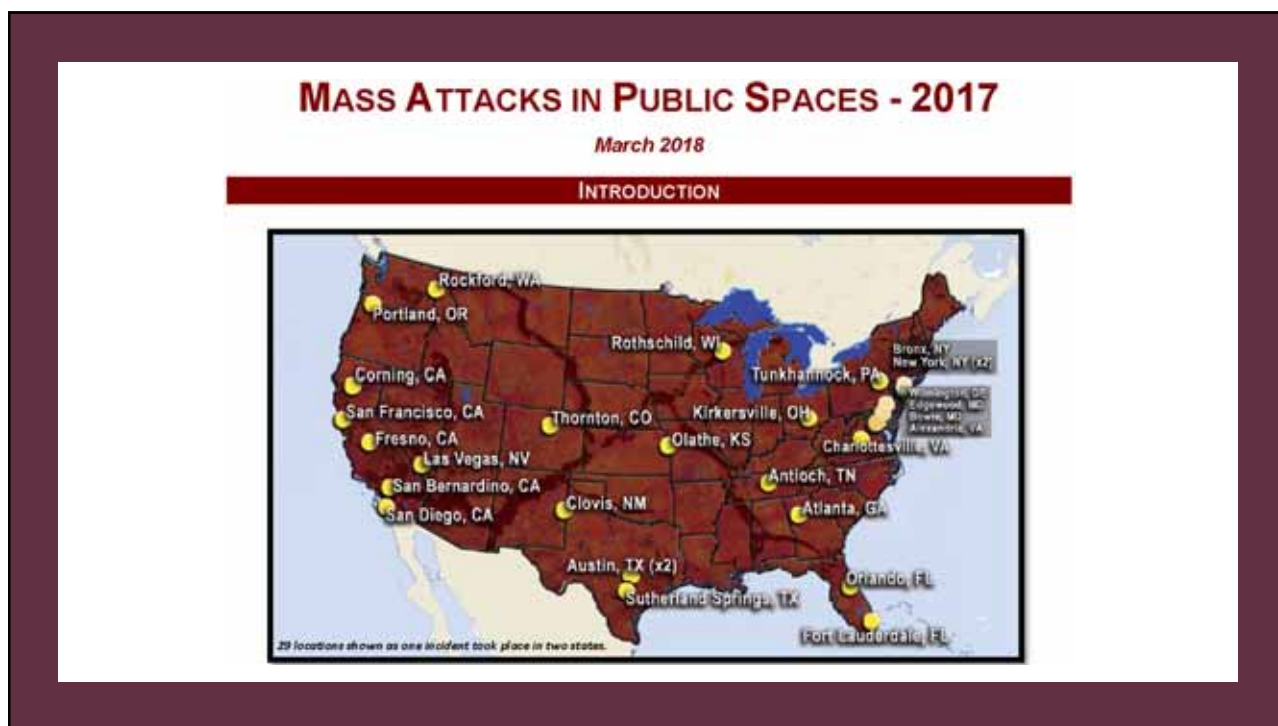 MASS ATTACKS IN PUBLIC SPACES - 2017
March 2018
INTRODUCTION
Rockford, WA
Portland, OR
Rothschild, WI
Bronx, NY
New York, NY (x2)
Tunkhannock, PA
Corning, CA
Wilmington, DE
Edgewood, MD
Bowie, MD
Alexandria, VA
San Francisco, CA
Thornton, CO
Kirkersville, OH
Fresno, CA
Olathe, KS
Charlottesville, VA
Las Vegas, NV
Antioch, TN
San Bernardino, CA
Clovis, NM
Atlanta, GA
San Diego, CA
Austin, TX (x2)
Orlando, FL
Sutherland Springs, TX
Fort Lauderdale, FL
29 locations shown as one incident took place in two states.